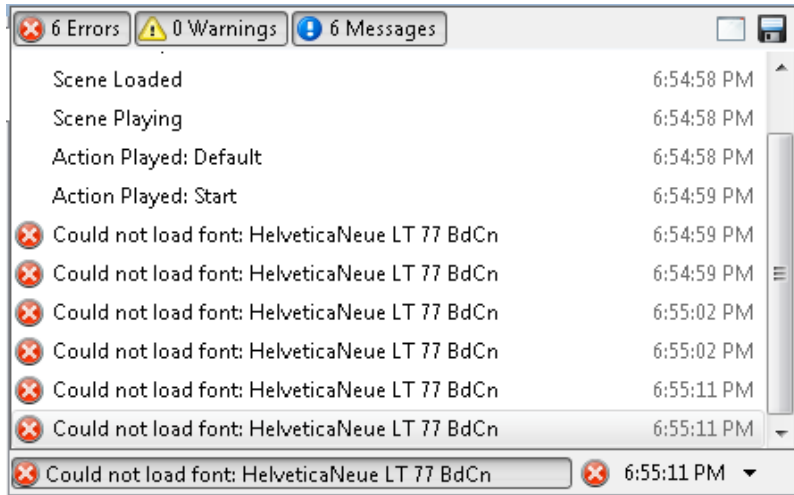 6 Errors 0 Warnings 6 Messages
Scene Loaded 6:54:58 PM
Scene Playing 6:54:58 PM
Action Played: Default 6:54:58 PM
Action Played: Start 6:54:59 PM
Could not load font: HelveticaNeue LT 77 BdCn 6:54:59 PM
Could not load font: HelveticaNeue LT 77 BdCn 6:54:59 PM
Could not load font: HelveticaNeue LT 77 BdCn 6:55:02 PM
Could not load font: HelveticaNeue LT 77 BdCn 6:55:02 PM
Could not load font: HelveticaNeue LT 77 BdCn 6:55:11 PM
Could not load font: HelveticaNeue LT 77 BdCn 6:55:11 PM
Could not load font: HelveticaNeue LT 77 BdCn 6:55:11 PM